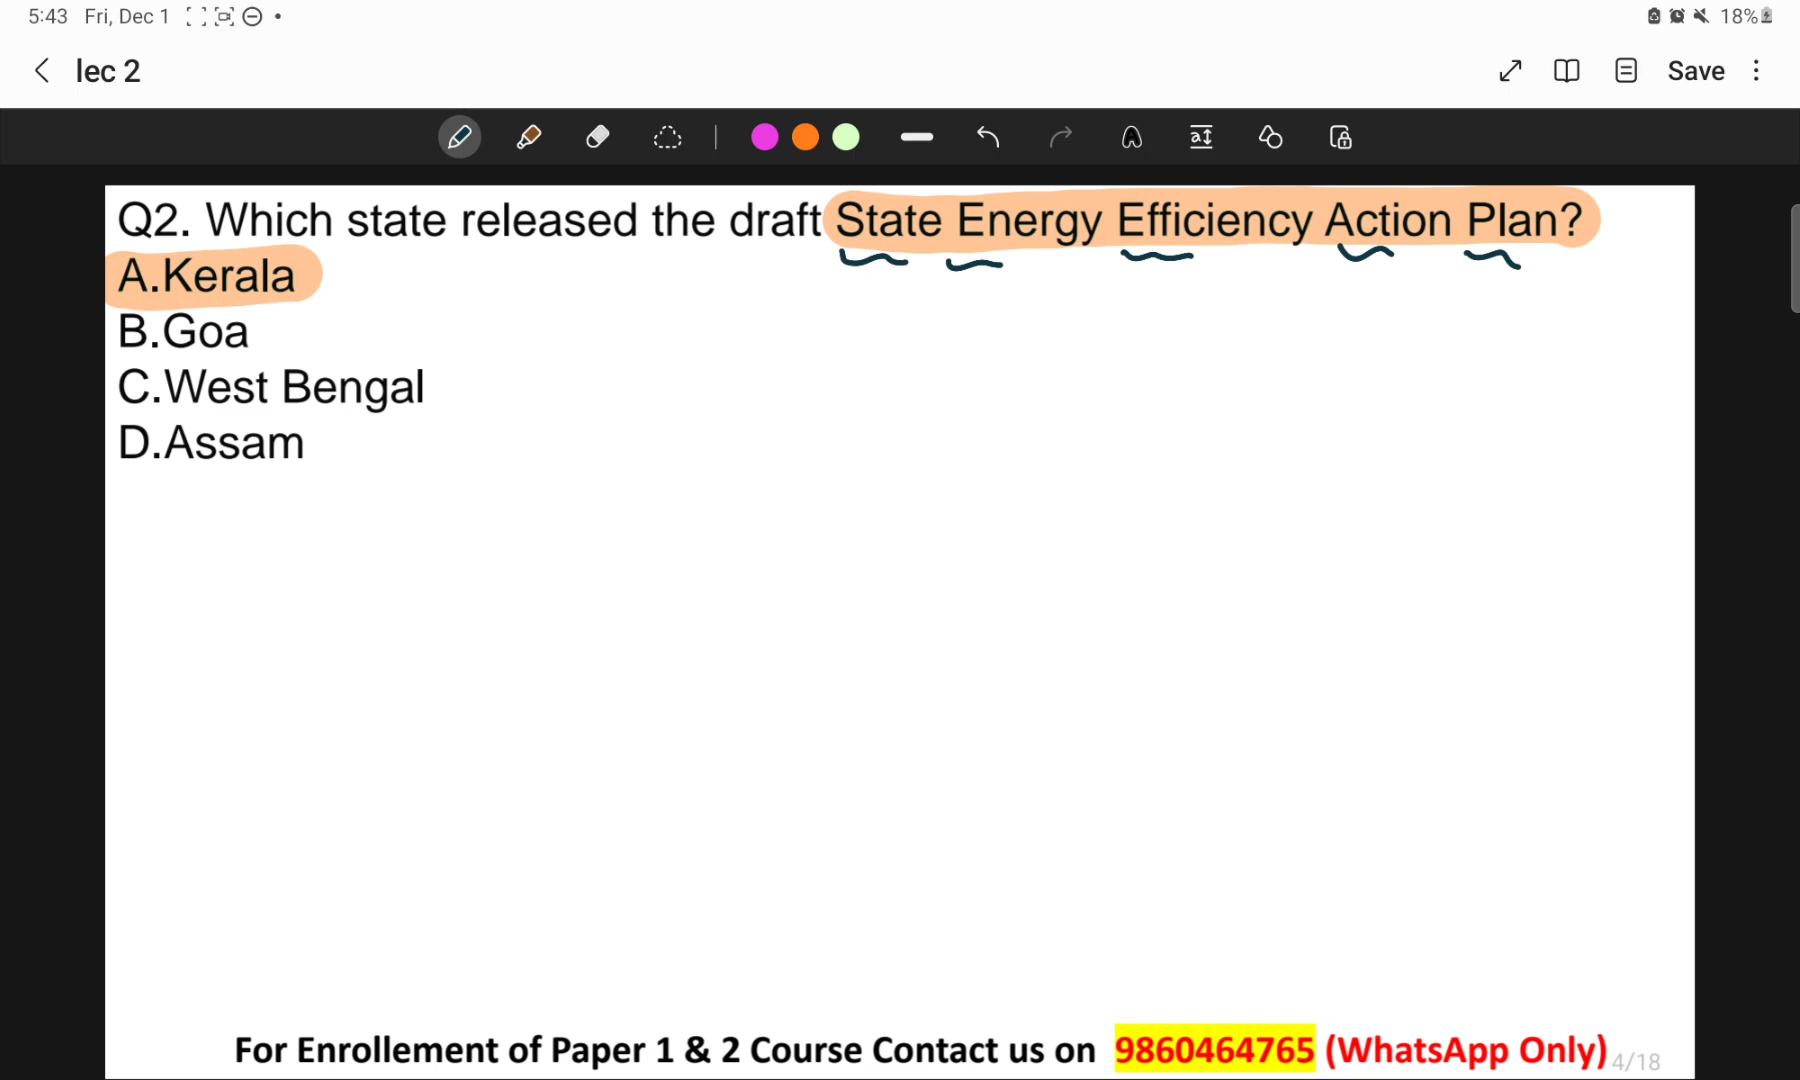 5:43 Fri, Dec 1 18%
lec 2 Save
Q2. Which state released the draft State Energy Efficiency Action Plan?
A.Kerala
B.Goa
C.West Bengal
D.Assam
For Enrollement of Paper 1 & 2 Course Contact us on 9860464765 (WhatsApp Only)
4/18